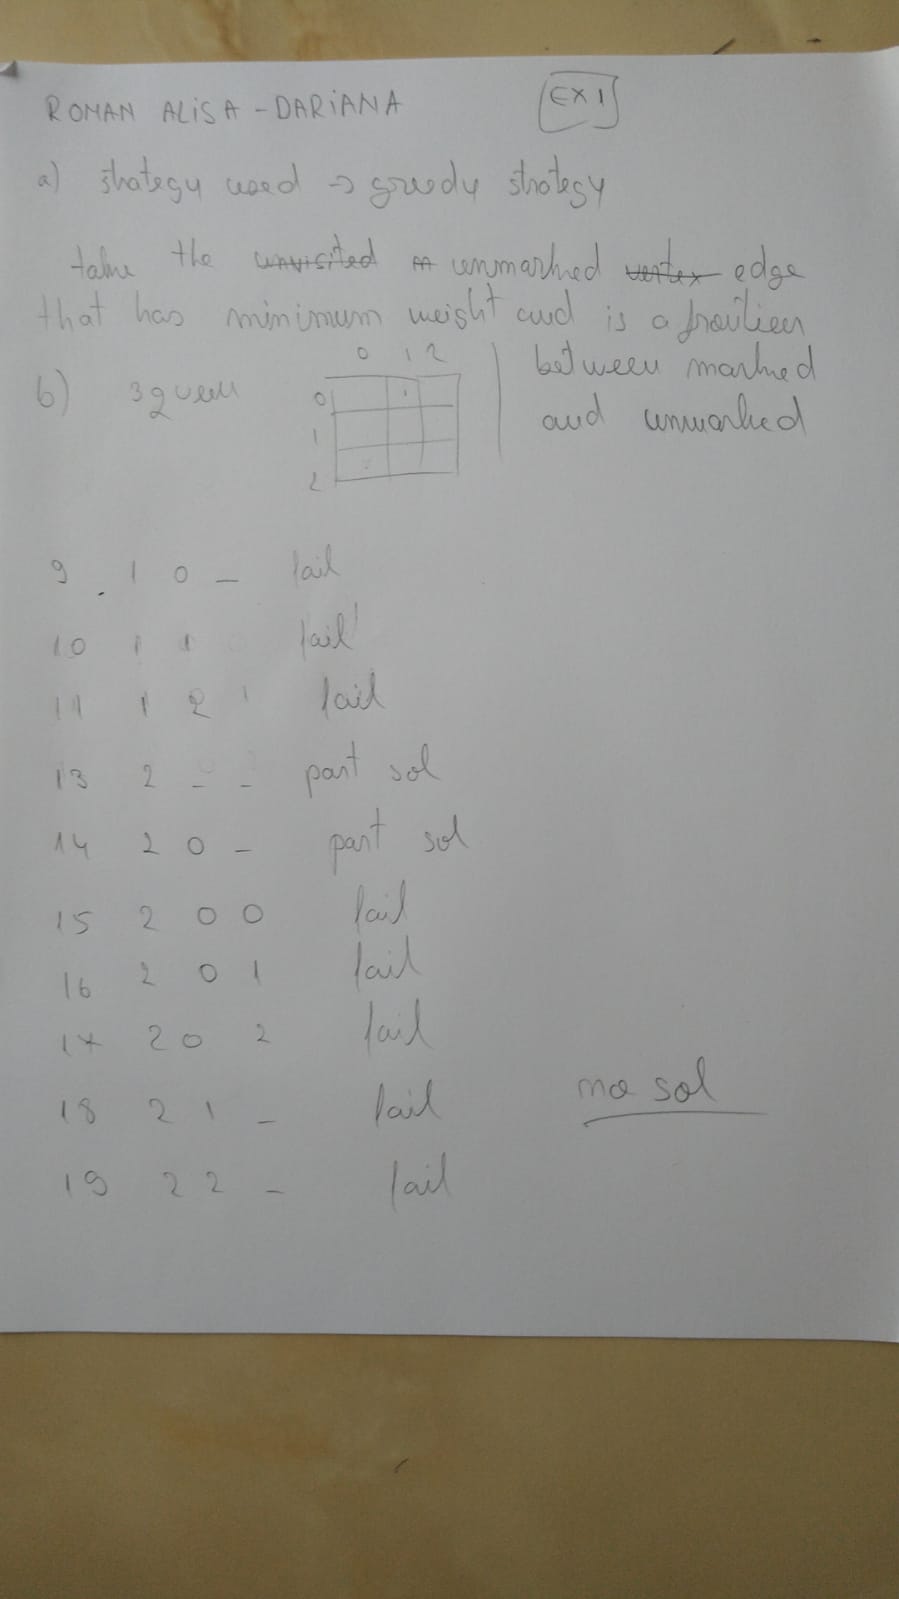 ROMAN ALISA - DARIANA EX 1
a) strategy used -> greedy strategy
take the unvisited unmarked vertex edge
that has minimum weight and is a
between marked
and unmarked
b) 3 queen
0 1 2
0
1
2
9 1 0 _ fail
10 1 1 fail
11 1 2 fail
13 2 _ _ part sol
14 2 0 _ part sol
15 2 0 0 fail
16 2 0 1 fail
17 2 0 2 fail
18 2 1 _ fail
no sol
19 2 2 _ fail